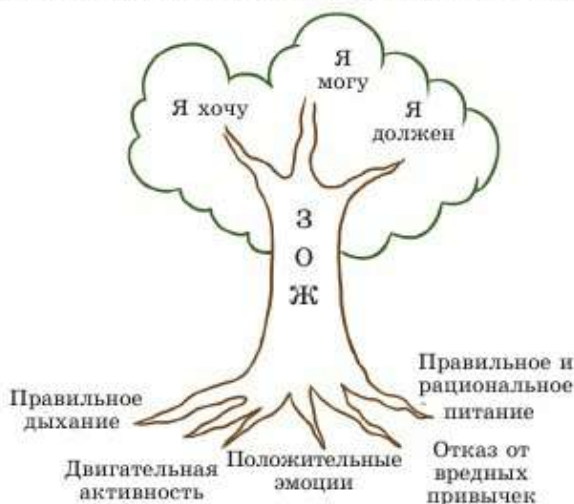 Я хочу
Я
могу
Я
должен
З
О
Ж
Правильное
дыхание
Двигательная
активность
Положительные
эмоции
Отказ от
вредных
привычек
Правильное и
рациональное
питание